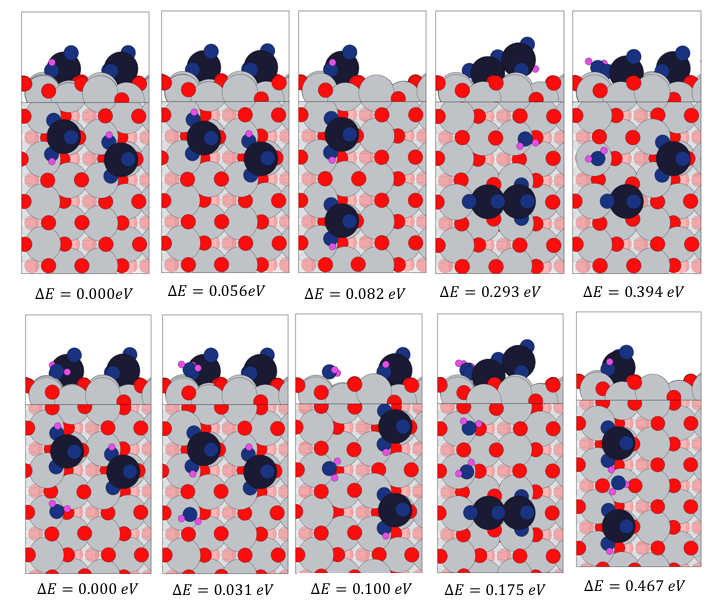 ΔE = 0.000eV
ΔE = 0.056eV
ΔE = 0.082 eV
ΔE = 0.293 eV
ΔE = 0.394 eV
ΔE = 0.000 eV
ΔE = 0.031 eV
ΔE = 0.100 eV
ΔE = 0.175 eV
ΔE = 0.467 eV